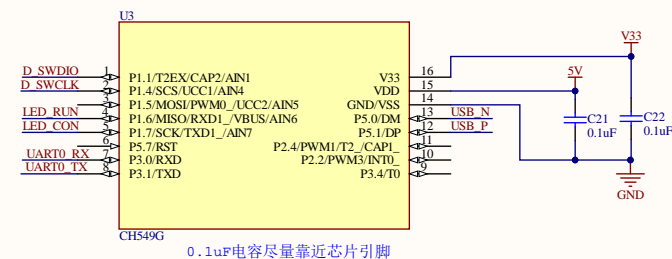 U3
V33
D_SWDIO 1 P1.1/T2EX/CAP2/AIN1 V33 16 5V
D_SWCLK 2 P1.4/SCS/UCC1/AIN4 VDD 15
3 P1.5/MOSI/PWM0_/UCC2/AIN5 GND/VSS 14
LED_RUN 4 P1.6/MISO/RXD1_/VBUS/AIN6 P5.0/DM 13 USB_N C21 C22
LED_CON 5 P1.7/SCK/TXD1_/AIN7 P5.1/DP 12 USB_P 0.1uF 0.1uF
6 P5.7/RST P2.4/PWM1/T2_/CAP1_ 11
UART0_RX 7 P3.0/RXD P2.2/PWM3/INT0_ 10
UART0_TX 8 P3.1/TXD P3.4/T0 9
GND
CH549G
0.1uF电容尽量靠近芯片引脚